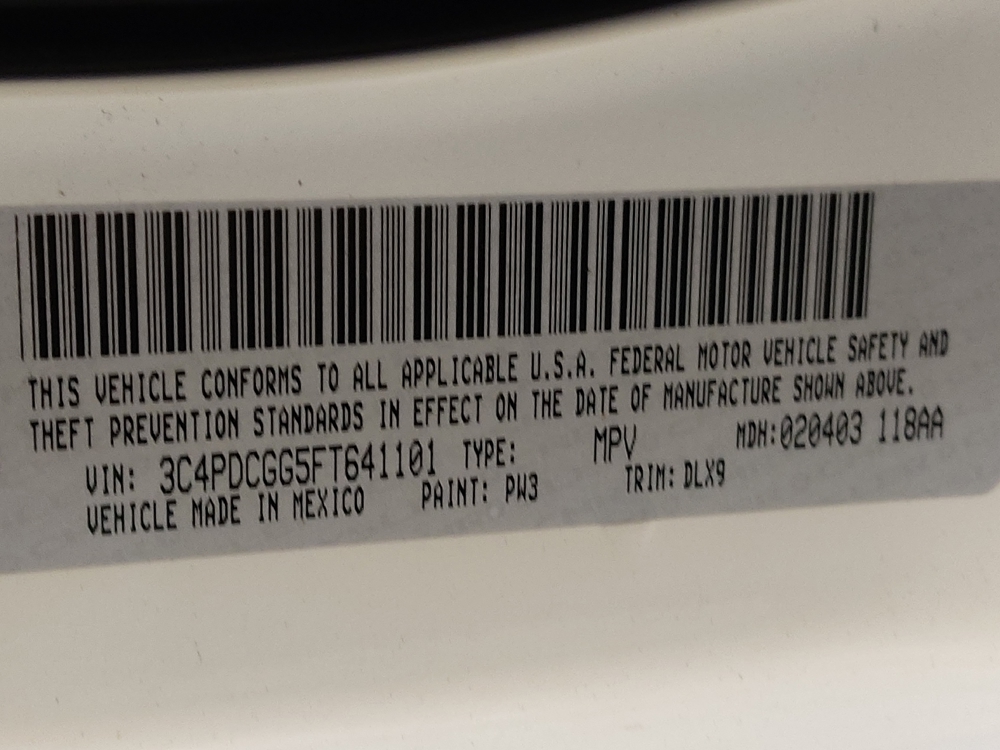 THIS VEHICLE CONFORMS TO ALL APPLICABLE U.S.A. FEDERAL MOTOR VEHICLE SAFETY AND
THEFT PREVENTION STANDARDS IN EFFECT ON THE DATE OF MANUFACTURE SHOWN ABOVE.
VIN: 3C4PDCGG5FT641101 TYPE: MPV MDH:020403 118AA
VEHICLE MADE IN MEXICO PAINT: PW3 TRIM: DLX9